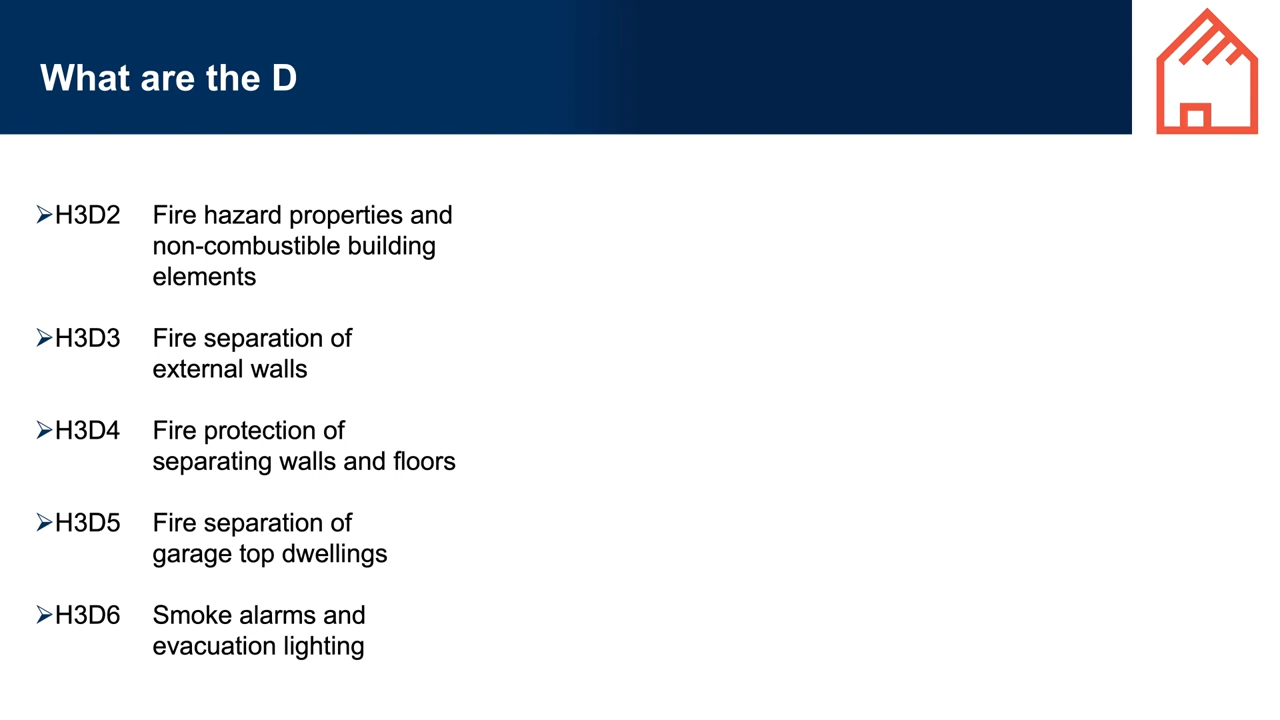 What are the D
➢H3D2 Fire hazard properties and
non-combustible building
elements
➢H3D3 Fire separation of
external walls
➢H3D4 Fire protection of
separating walls and floors
➢H3D5 Fire separation of
garage top dwellings
➢H3D6 Smoke alarms and
evacuation lighting